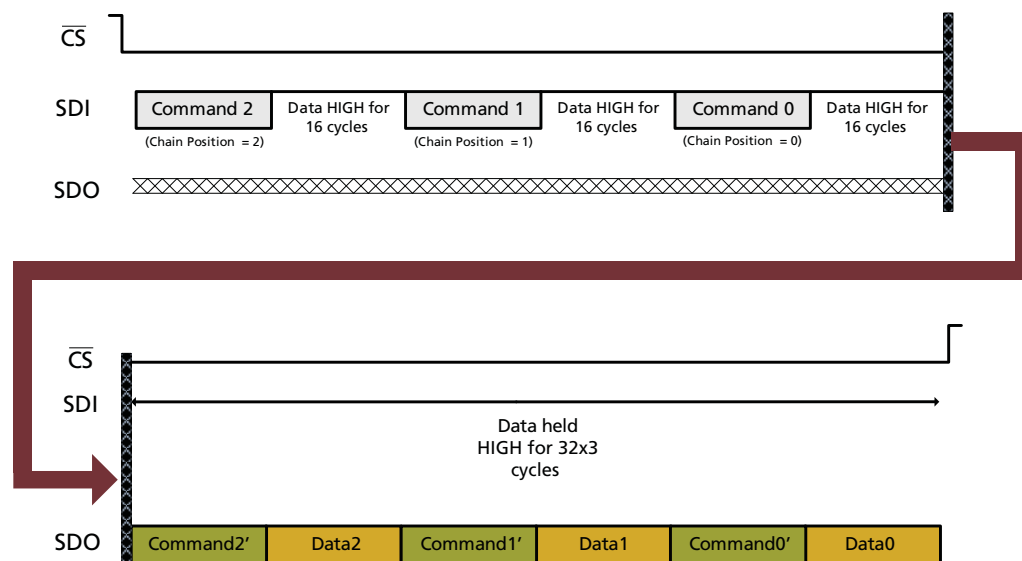 CS
SDI
Command 2
Data HIGH for
16 cycles
Command 1
Data HIGH for
16 cycles
Command 0
Data HIGH for
16 cycles
(Chain Position = 2)
(Chain Position = 1)
(Chain Position = 0)
SDO
CS
SDI
Data held
HIGH for 32x3
cycles
SDO
Command2’
Data2
Command1’
Data1
Command0’
Data0